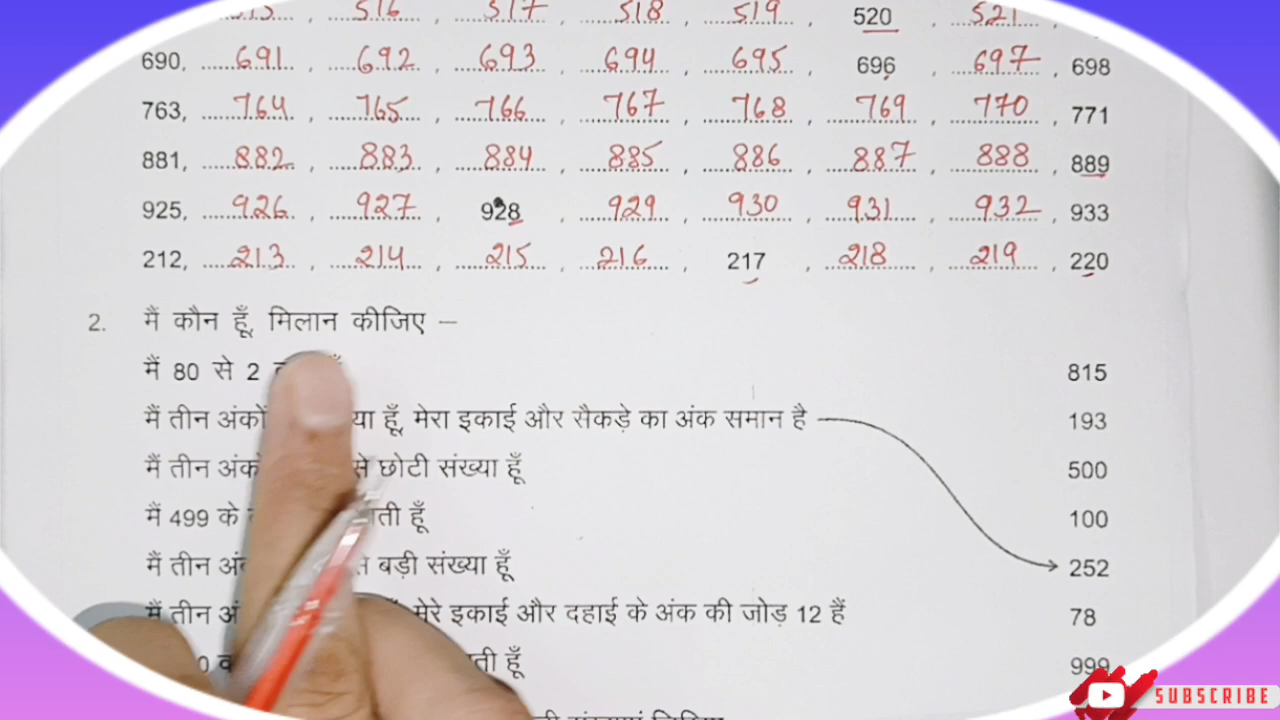 515 , 516 , 517 , 518 , 519 , 520 , 521 ,
690, 691 , 692 , 693 , 694 , 695 , 696 , 697 , 698
763, 764 , 765 , 766 , 767 , 768 , 769 , 770 , 771
881, 882 , 883 , 884 , 885 , 886 , 887 , 888 , 889
925, 926 , 927 , 928 , 929 , 930 , 931 , 932 , 933
212, 213 , 214 , 215 , 216 , 217 , 218 , 219 , 220
2. मैं कौन हूँ, मिलान कीजिए –
मैं 80 से 2 815
मैं तीन अंकों हूँ, मेरा इकाई और सैकड़े का अंक समान है 193
मैं तीन से छोटी संख्या हूँ 500
मैं 499 के हूँ 100
मैं तीन बड़ी संख्या हूँ 252
मैं तीन मेरे इकाई और दहाई के अंक की जोड़ 12 हैं 78
हूँ 999
SUBSCRIBE